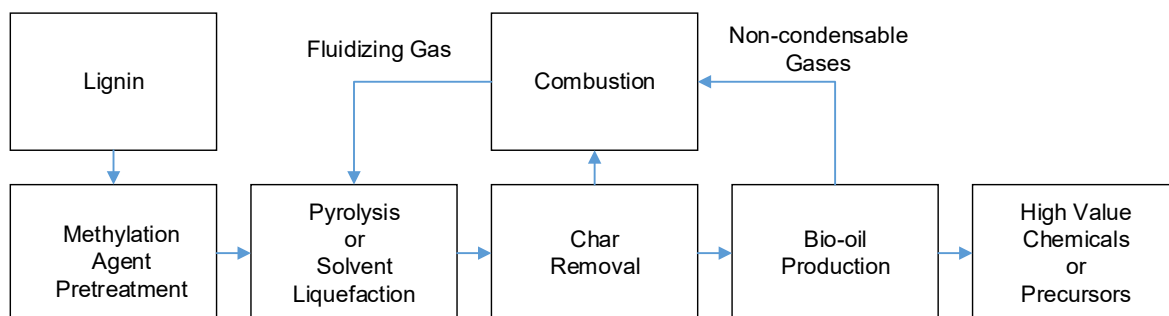 Lignin
Fluidizing Gas
Combustion
Non-condensable
Gases
Methylation
Agent
Pretreatment
Pyrolysis
or
Solvent
Liquefaction
Char
Removal
Bio-oil
Production
High Value
Chemicals
or
Precursors